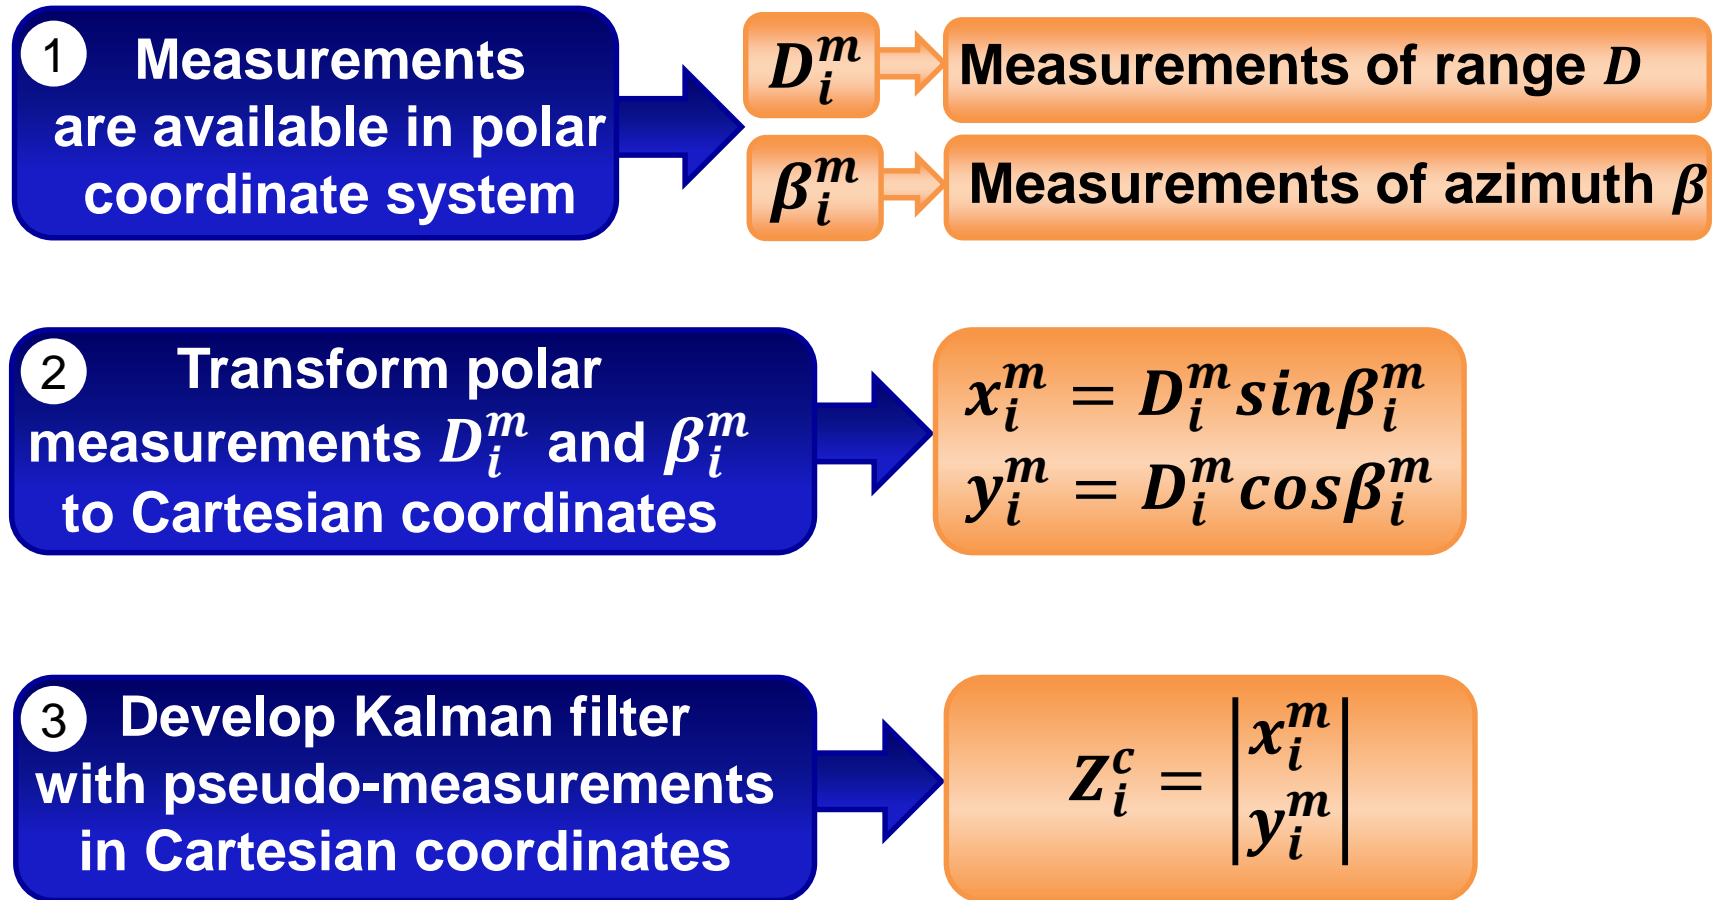 1 Measurements
are available in polar
coordinate system
D_i^m Measurements of range D
β_i^m Measurements of azimuth β
2 Transform polar
measurements D_i^m and β_i^m
to Cartesian coordinates
x_i^m = D_i^m sinβ_i^m
y_i^m = D_i^m cosβ_i^m
3 Develop Kalman filter
with pseudo-measurements
in Cartesian coordinates
Z_i^c = |x_i^m|
|y_i^m|